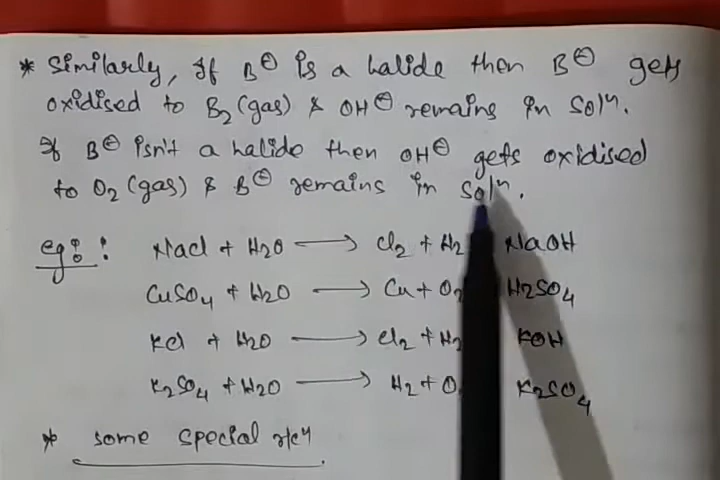 * Similarly, If B⊖ is a halide then B⊖ gets
oxidised to B₂(gas) & OH⊖ remains in Solⁿ.
If B⊖ isn't a halide then OH⊖ gets oxidised
to O₂(gas) & B⊖ remains in Solⁿ.
eg:: NaCl + H₂O → Cl₂ + H₂ NaOH
CuSO₄ + H₂O → Cu + O₂ H₂SO₄
KCl + H₂O → Cl₂ + H₂ KOH
K₂SO₄ + H₂O → H₂ + O K₂SO₄
* some special rxⁿ